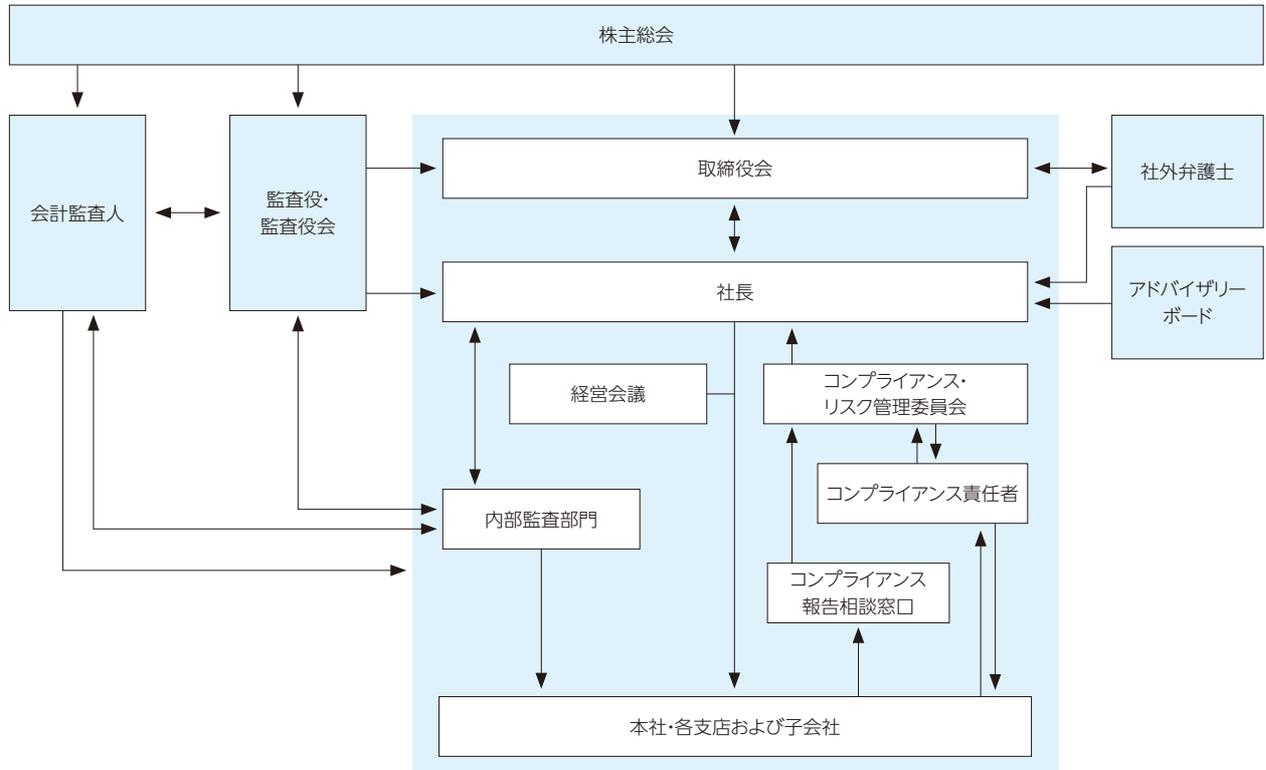 株主総会
会計監査人
監査役・
監査役会
取締役会
社外弁護士
社長
アドバイザリー
ボード
経営会議
コンプライアンス・
リスク管理委員会
コンプライアンス責任者
内部監査部門
コンプライアンス
報告相談窓口
本社・各支店および子会社